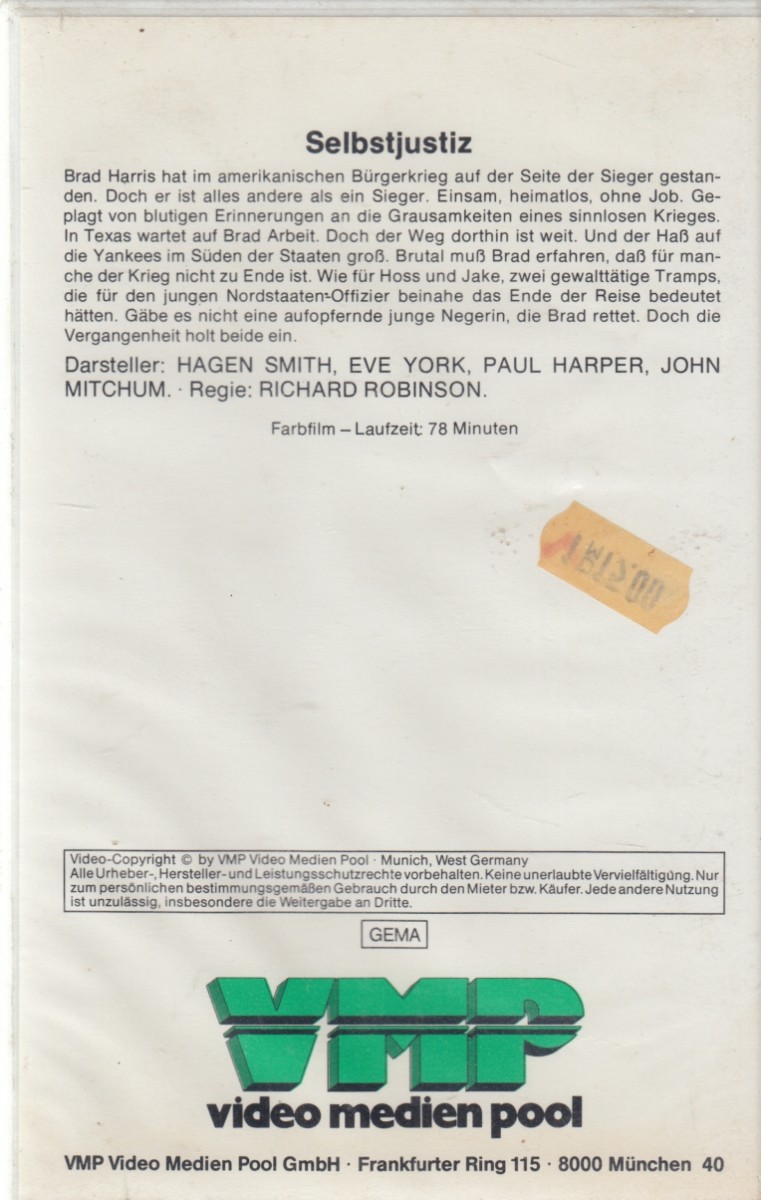 Selbstjustiz
Brad Harris hat im amerikanischen Bürgerkrieg auf der Seite der Sieger gestan-
den. Doch er ist alles andere als ein Sieger. Einsam, heimatlos, ohne Job. Ge-
plagt von blutigen Erinnerungen an die Grausamkeiten eines sinnlosen Krieges.
In Texas wartet auf Brad Arbeit. Doch der Weg dorthin ist weit. Und der Haß auf
die Yankees im Süden der Staaten groß. Brutal muß Brad erfahren, daß für man-
che der Krieg nicht zu Ende ist. Wie für Hoss und Jake, zwei gewalttätige Tramps,
die für den jungen Nordstaaten-Offizier beinahe das Ende der Reise bedeutet
hätten. Gäbe es nicht eine aufopfernde junge Negerin, die Brad rettet. Doch die
Vergangenheit holt beide ein.
Darsteller: HAGEN SMITH, EVE YORK, PAUL HARPER, JOHN
MITCHUM. · Regie: RICHARD ROBINSON.
Farbfilm – Laufzeit: 78 Minuten
Video-Copyright © by VMP Video Medien Pool · Munich, West Germany
Alle Urheber-, Hersteller- und Leistungsschutzrechte vorbehalten. Keine unerlaubte Vervielfältigung. Nur
zum persönlichen bestimmungsgemäßen Gebrauch durch den Mieter bzw. Käufer. Jede andere Nutzung
ist unzulässig, insbesondere die Weitergabe an Dritte.
GEMA
VMP
video medien pool
VMP Video Medien Pool GmbH · Frankfurter Ring 115 · 8000 München 40